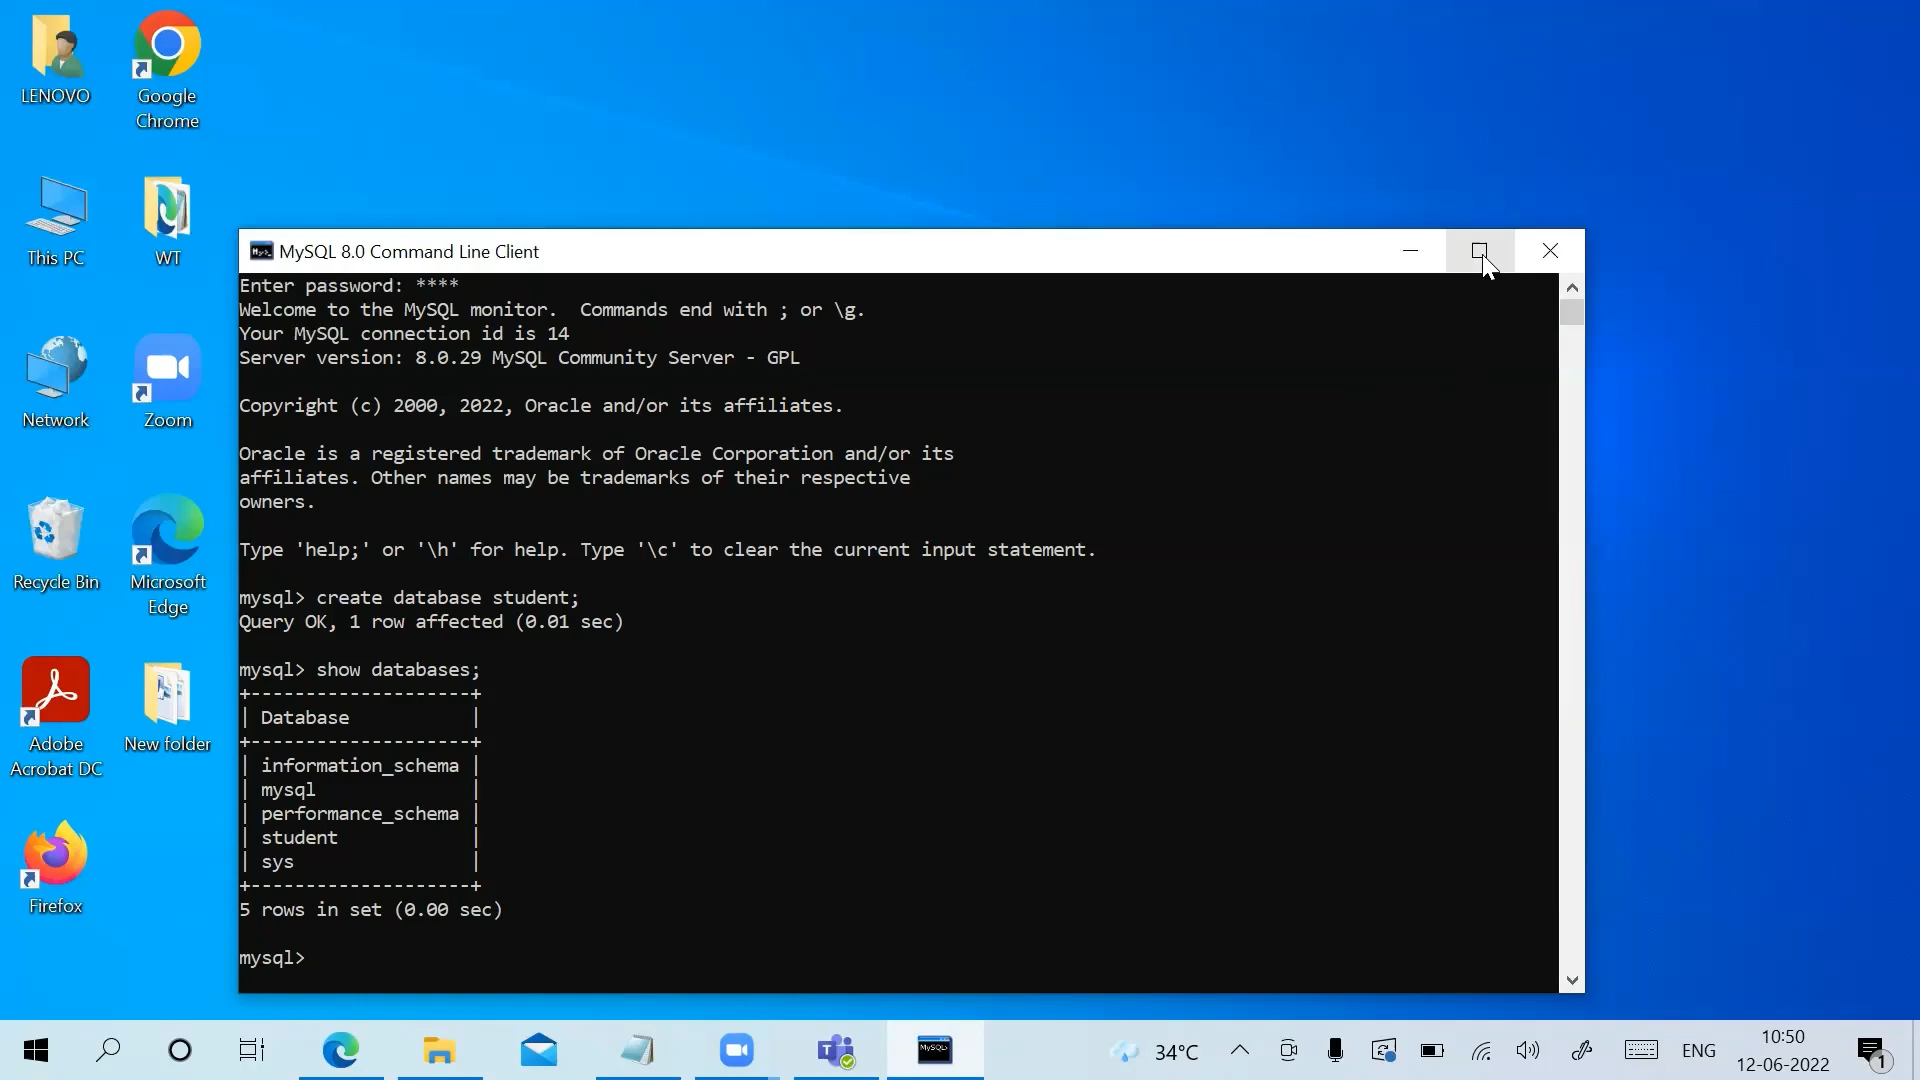 LENOVO
Google
Chrome
This PC
WT
Network
Zoom
Recycle Bin
Microsoft
Edge
Adobe
Acrobat DC
New folder
Firefox
MySQL 8.0 Command Line Client
Enter password: ****
Welcome to the MySQL monitor.  Commands end with ; or \g.
Your MySQL connection id is 14
Server version: 8.0.29 MySQL Community Server - GPL
Copyright (c) 2000, 2022, Oracle and/or its affiliates.
Oracle is a registered trademark of Oracle Corporation and/or its
affiliates. Other names may be trademarks of their respective
owners.
Type 'help;' or '\h' for help. Type '\c' to clear the current input statement.
mysql> create database student;
Query OK, 1 row affected (0.01 sec)
mysql> show databases;
+--------------------+
| Database           |
+--------------------+
| information_schema |
| mysql              |
| performance_schema |
| student            |
| sys                |
+--------------------+
5 rows in set (0.00 sec)
mysql>
MySQL
34°C
ENG
10:50
12-06-2022
1